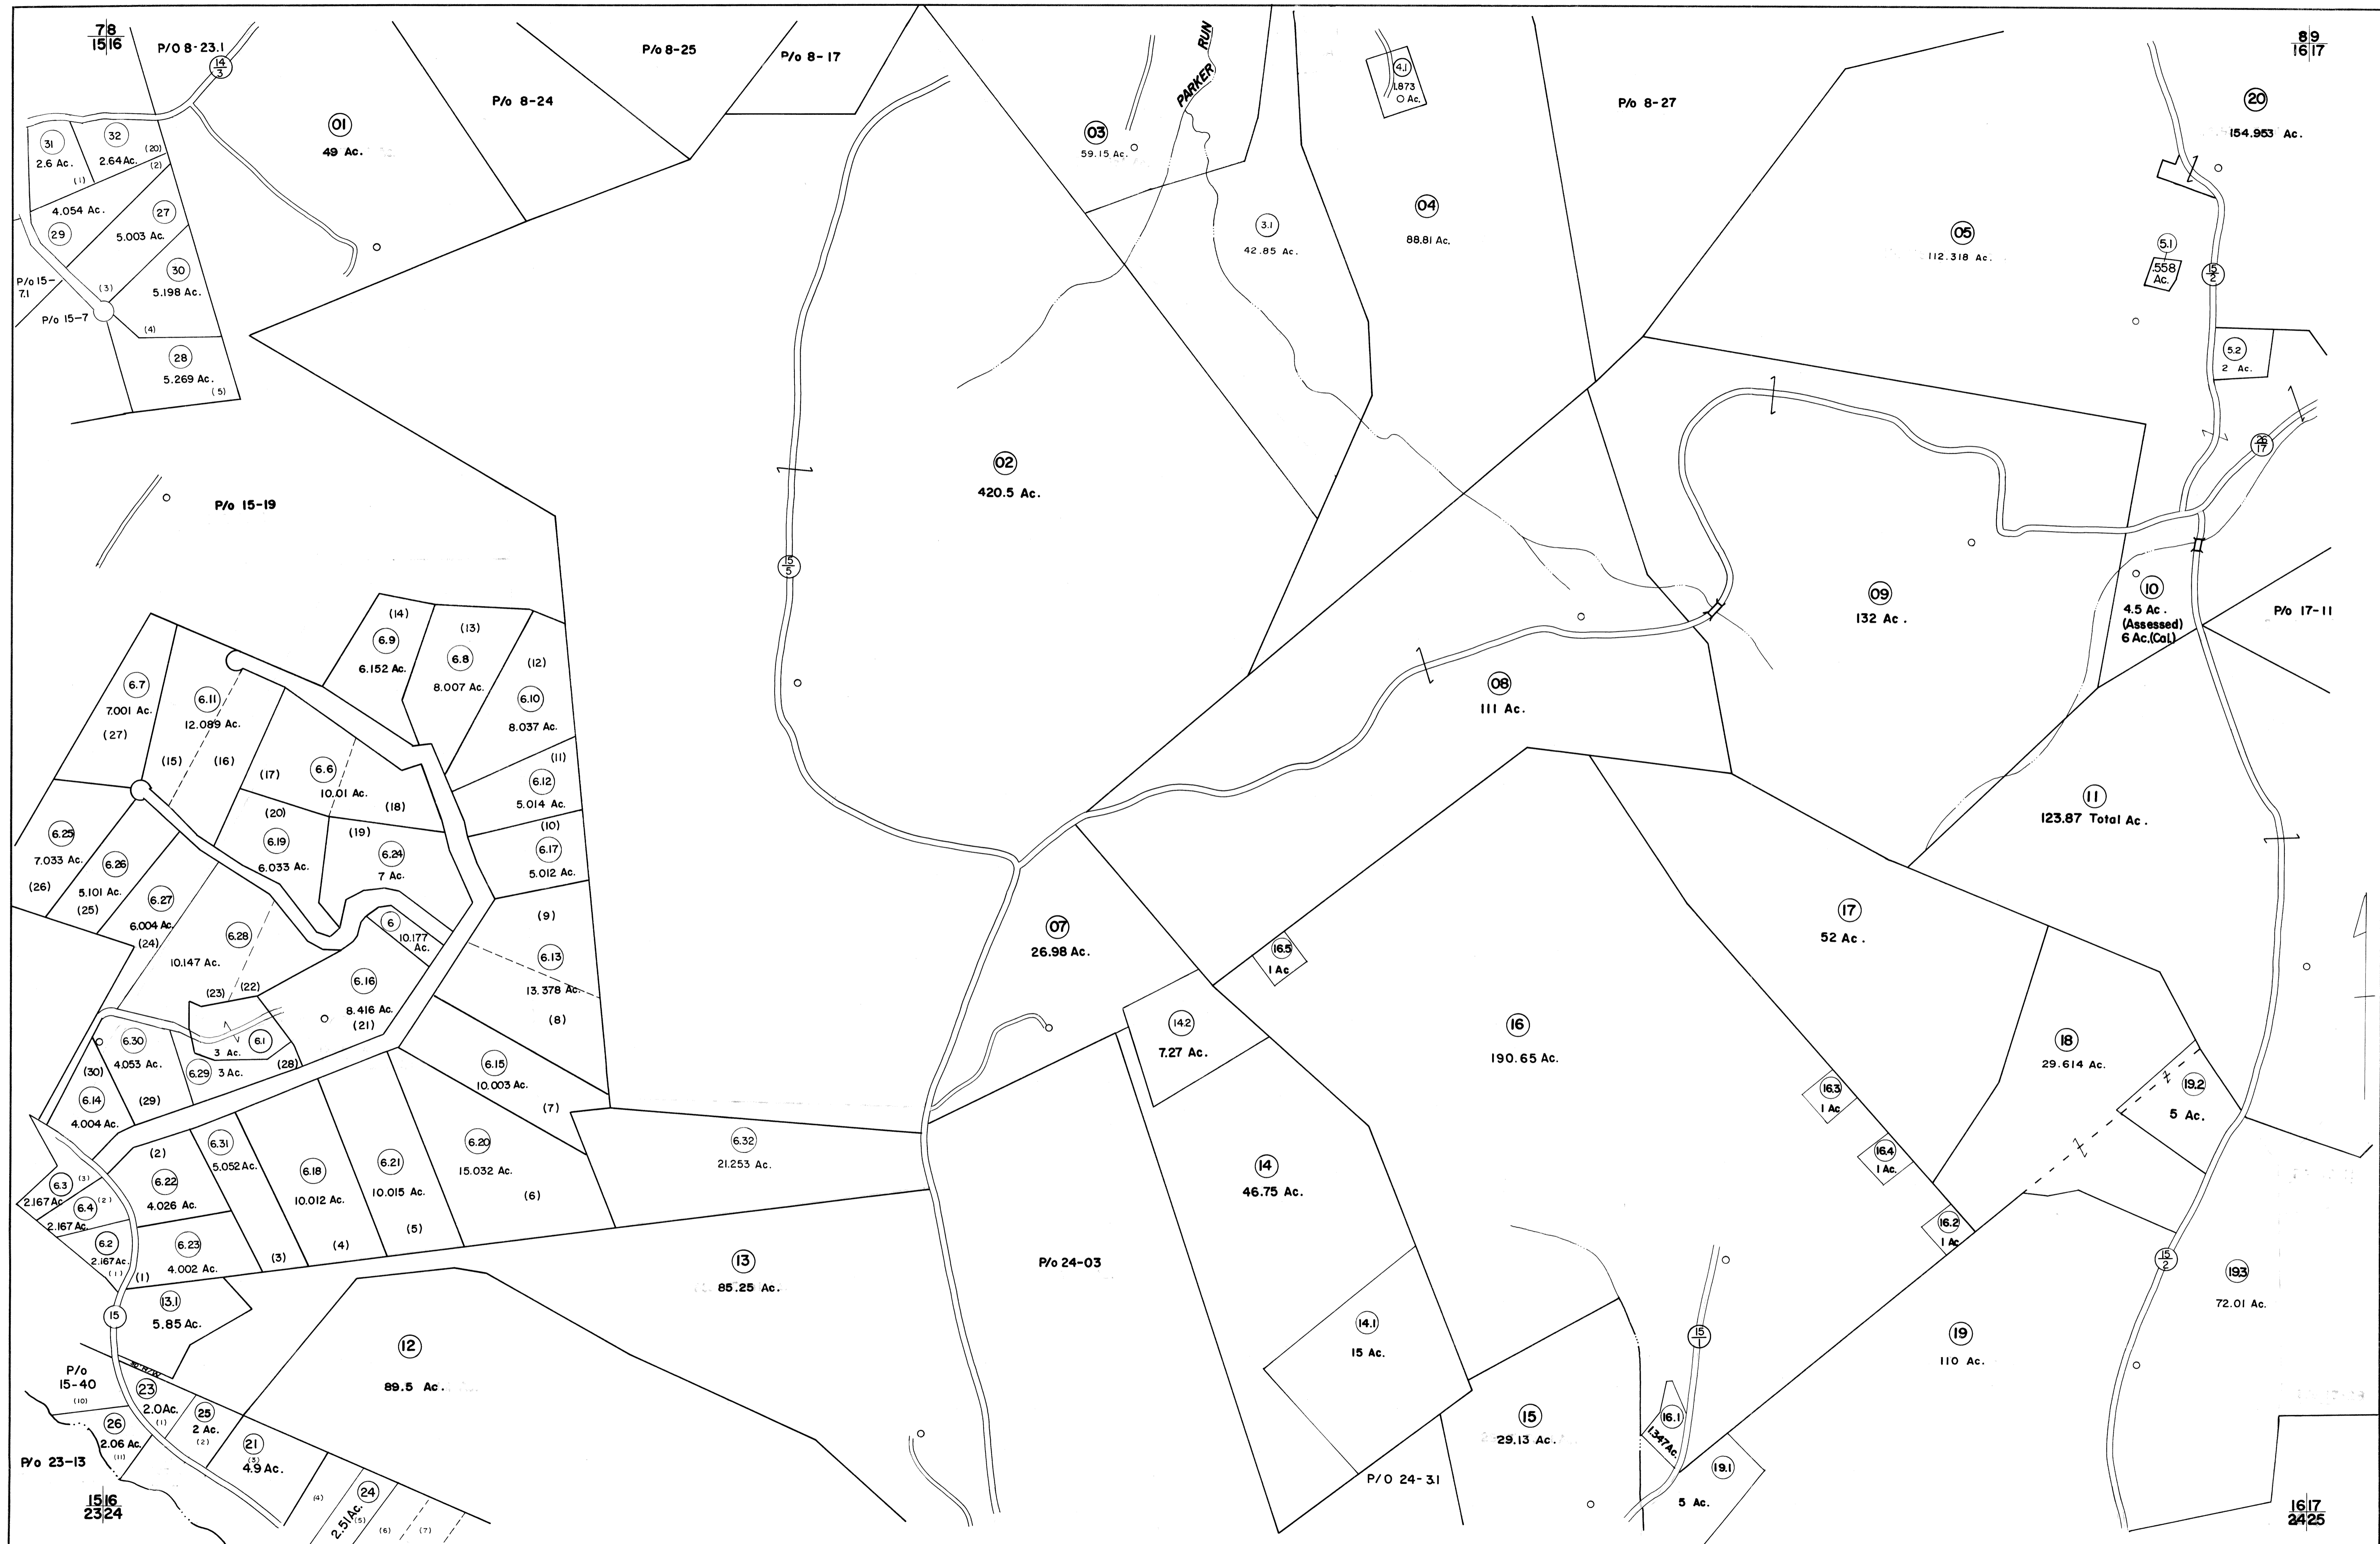 7 8
15 16
P/O 8-23.1
14
3
P/o 8-24
P/o 8-25
P/o 8-17
PARKER RUN
P/o 8-27
8 9
16 17
01
49 Ac.
03
59.15 Ac.
4.1
1.873
Ac.
20
154.953 Ac.
31
2.6 Ac.
(1)
32
2.64 Ac.
(20)
(2)
4.054 Ac.
29
27
5.003 Ac.
30
5.198 Ac.
(3)
(4)
28
5.269 Ac.
(5)
P/o 15-
7.1
P/o 15-7
3.1
42.85 Ac.
04
88.81 Ac.
05
112.318 Ac.
5.1
.558
Ac.
15
2
5.2
2 Ac.
26
17
P/o 15-19
02
420.5 Ac.
15
5
09
132 Ac.
10
4.5 Ac.
(Assessed)
6 Ac.(Cal.)
P/o 17-11
08
111 Ac.
11
123.87 Total Ac.
(14)
6.9
6.152 Ac.
(13)
6.8
8.007 Ac.
(12)
6.10
8.037 Ac.
6.7
7.001 Ac.
(27)
6.11
12.089 Ac.
(15)
(16)
(17)
6.6
10.01 Ac.
(18)
(11)
6.12
5.014 Ac.
(10)
6.17
5.012 Ac.
(20)
6.19
6.033 Ac.
(19)
6.24
7 Ac.
6.25
7.033 Ac.
(26)
6.26
5.101 Ac.
(25)
6.27
6.004 Ac.
(24)
6.28
10.147 Ac.
(23)
(22)
6
10.177
Ac.
6.16
8.416 Ac.
(21)
(9)
6.13
13.378 Ac.
(8)
6.30
4.053 Ac.
3 Ac.
6.1
6.29
3 Ac.
(28)
(30)
6.14
4.004 Ac.
(29)
6.15
10.003 Ac.
(7)
6.31
5.052 Ac.
(2)
6.22
4.026 Ac.
6.18
10.012 Ac.
(4)
6.21
10.015 Ac.
(5)
6.20
15.032 Ac.
(6)
6.32
21.253 Ac.
6.3
(3)
2.167 Ac.
6.4
(2)
2.167 Ac.
6.2
2.167 Ac.
(1)
(1)
6.23
4.002 Ac.
(3)
15
13.1
5.85 Ac.
12
89.5 Ac.
13
85.25 Ac.
P/o
15-40
(10)
23
2.0 Ac.
(1)
25
2 Ac.
(2)
26
2.06 Ac.
(11)
21
(3)
4.9 Ac.
P/o 23-13
(4)
24
2.51 Ac.
(5)
(6)
(7)
15 16
23 24
07
26.98 Ac.
14.2
7.27 Ac.
16.5
1 Ac
16
190.65 Ac.
17
52 Ac.
18
29.614 Ac.
19.2
5 Ac.
16.3
1 Ac
16.4
1 Ac.
16.2
1 Ac
14
46.75 Ac.
14.1
15 Ac.
P/o 24-03
15
29.13 Ac.
P/O 24-3.1
15
1
16.1
1.347 Ac.
19.1
5 Ac.
19
110 Ac.
15
2
19.3
72.01 Ac.
16 17
24 25